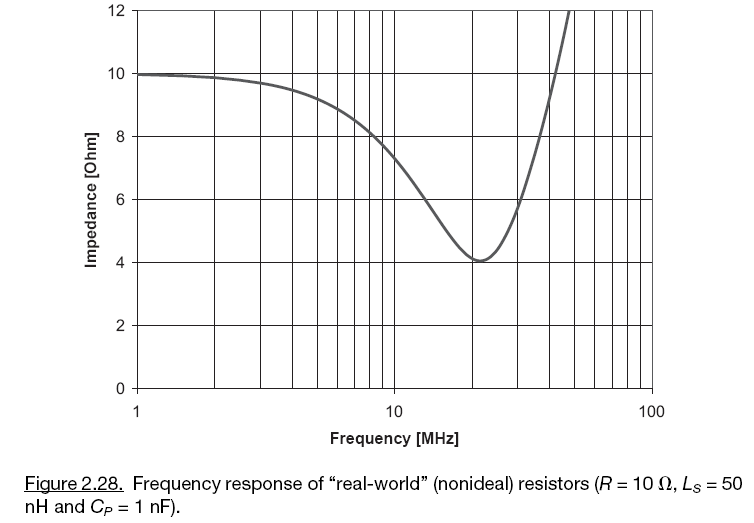 12
10
8
6
4
2
0
Impedance [Ohm]
1
10
100
Frequency [MHz]
Figure 2.28. Frequency response of “real-world” (nonideal) resistors (R = 10 Ω, LS = 50
nH and CP = 1 nF).